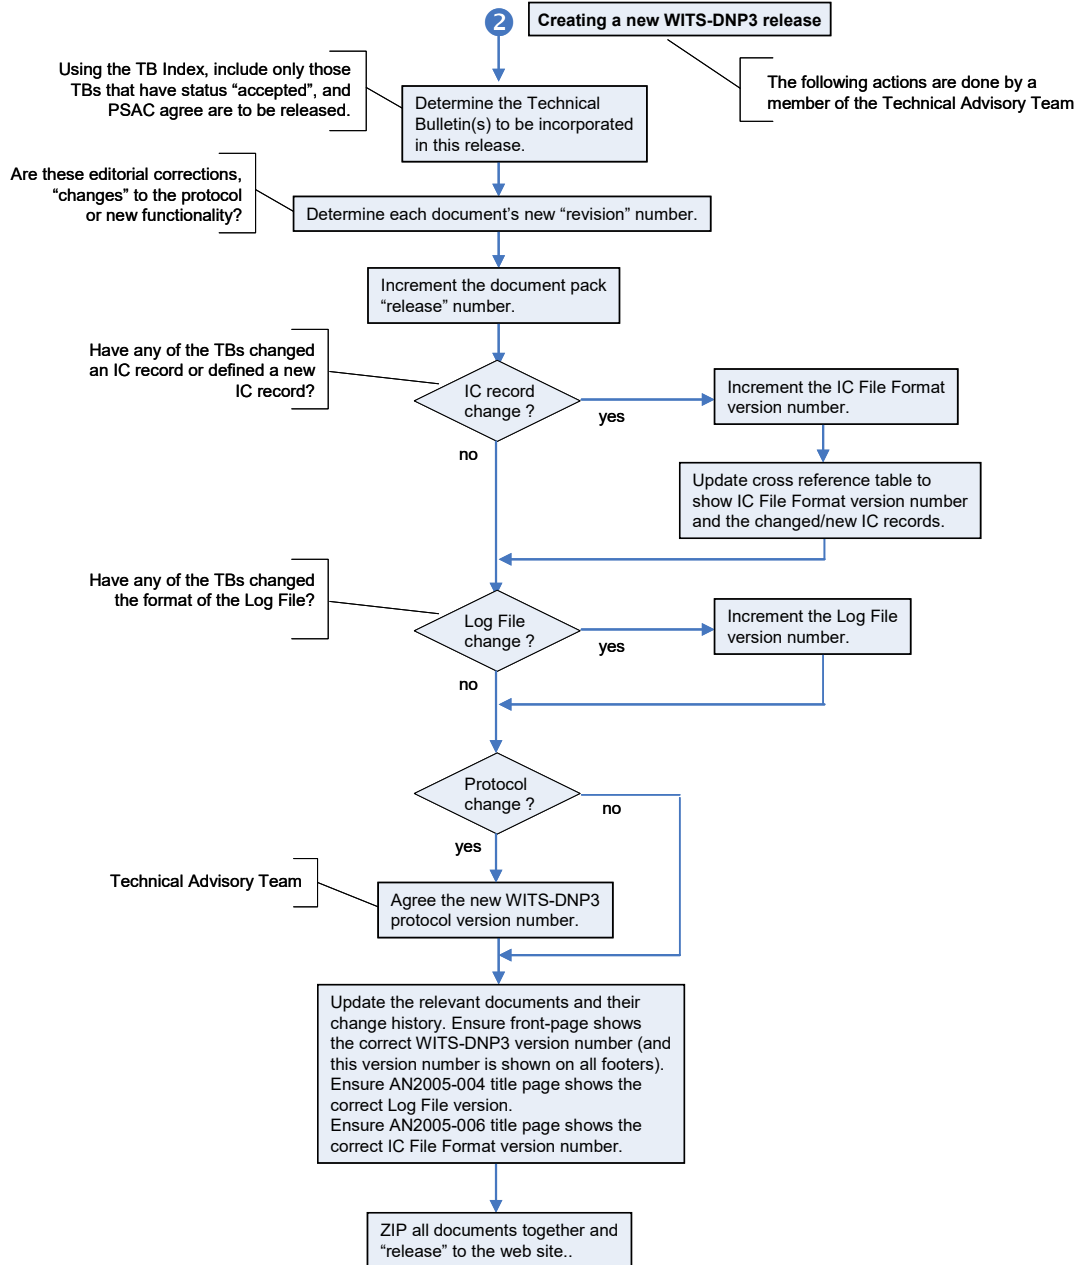 2
Creating a new WITS-DNP3 release
The following actions are done by a
member of the Technical Advisory Team
Using the TB Index, include only those
TBs that have status “accepted”, and
PSAC agree are to be released.
Determine the Technical
Bulletin(s) to be incorporated
in this release.
Are these editorial corrections,
“changes” to the protocol
or new functionality?
Determine each document’s new “revision” number.
Increment the document pack
“release” number.
Have any of the TBs changed
an IC record or defined a new
IC record?
IC record
change ?
yes
no
Increment the IC File Format
version number.
Update cross reference table to
show IC File Format version number
and the changed/new IC records.
Have any of the TBs changed
the format of the Log File?
Log File
change ?
yes
no
Increment the Log File
version number.
Protocol
change ?
no
yes
Technical Advisory Team
Agree the new WITS-DNP3
protocol version number.
Update the relevant documents and their
change history. Ensure front-page shows
the correct WITS-DNP3 version number (and
this version number is shown on all footers).
Ensure AN2005-004 title page shows the
correct Log File version.
Ensure AN2005-006 title page shows the
correct IC File Format version number.
ZIP all documents together and
“release” to the web site..